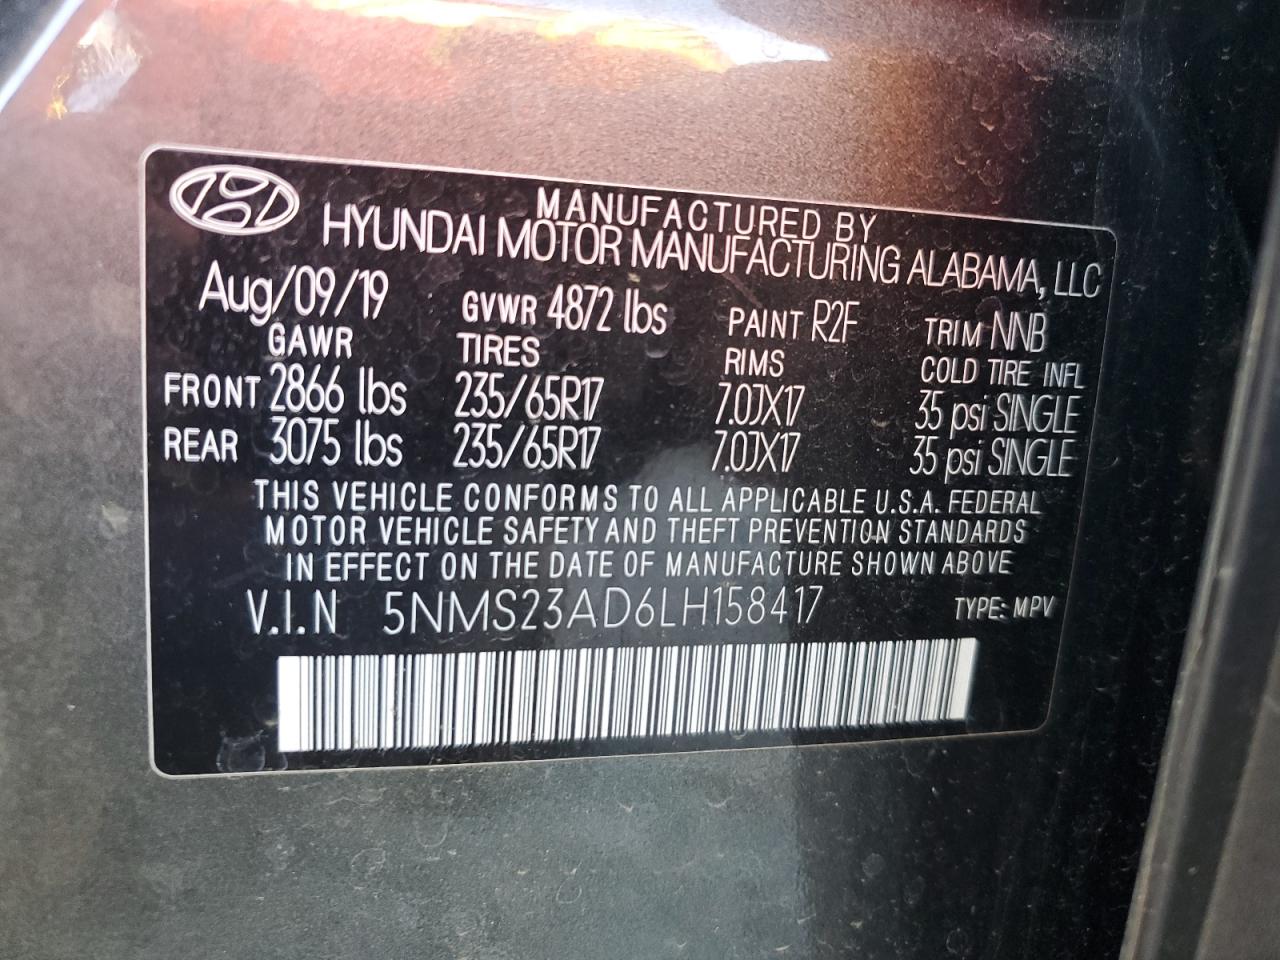 MANUFACTURED BY
HYUNDAI MOTOR MANUFACTURING ALABAMA, LLC
Aug/09/19 GVWR 4872 lbs PAINT R2F TRIM NNB
GAWR TIRES RIMS COLD TIRE INFL
FRONT 2866 lbs 235/65R17 7.0JX17 35 psi SINGLE
REAR 3075 lbs 235/65R17 7.0JX17 35 psi SINGLE
THIS VEHICLE CONFORMS TO ALL APPLICABLE U.S.A. FEDERAL
MOTOR VEHICLE SAFETY AND THEFT PREVENTION STANDARDS
IN EFFECT ON THE DATE OF MANUFACTURE SHOWN ABOVE
V.I.N 5NMS23AD6LH158417 TYPE: MPV